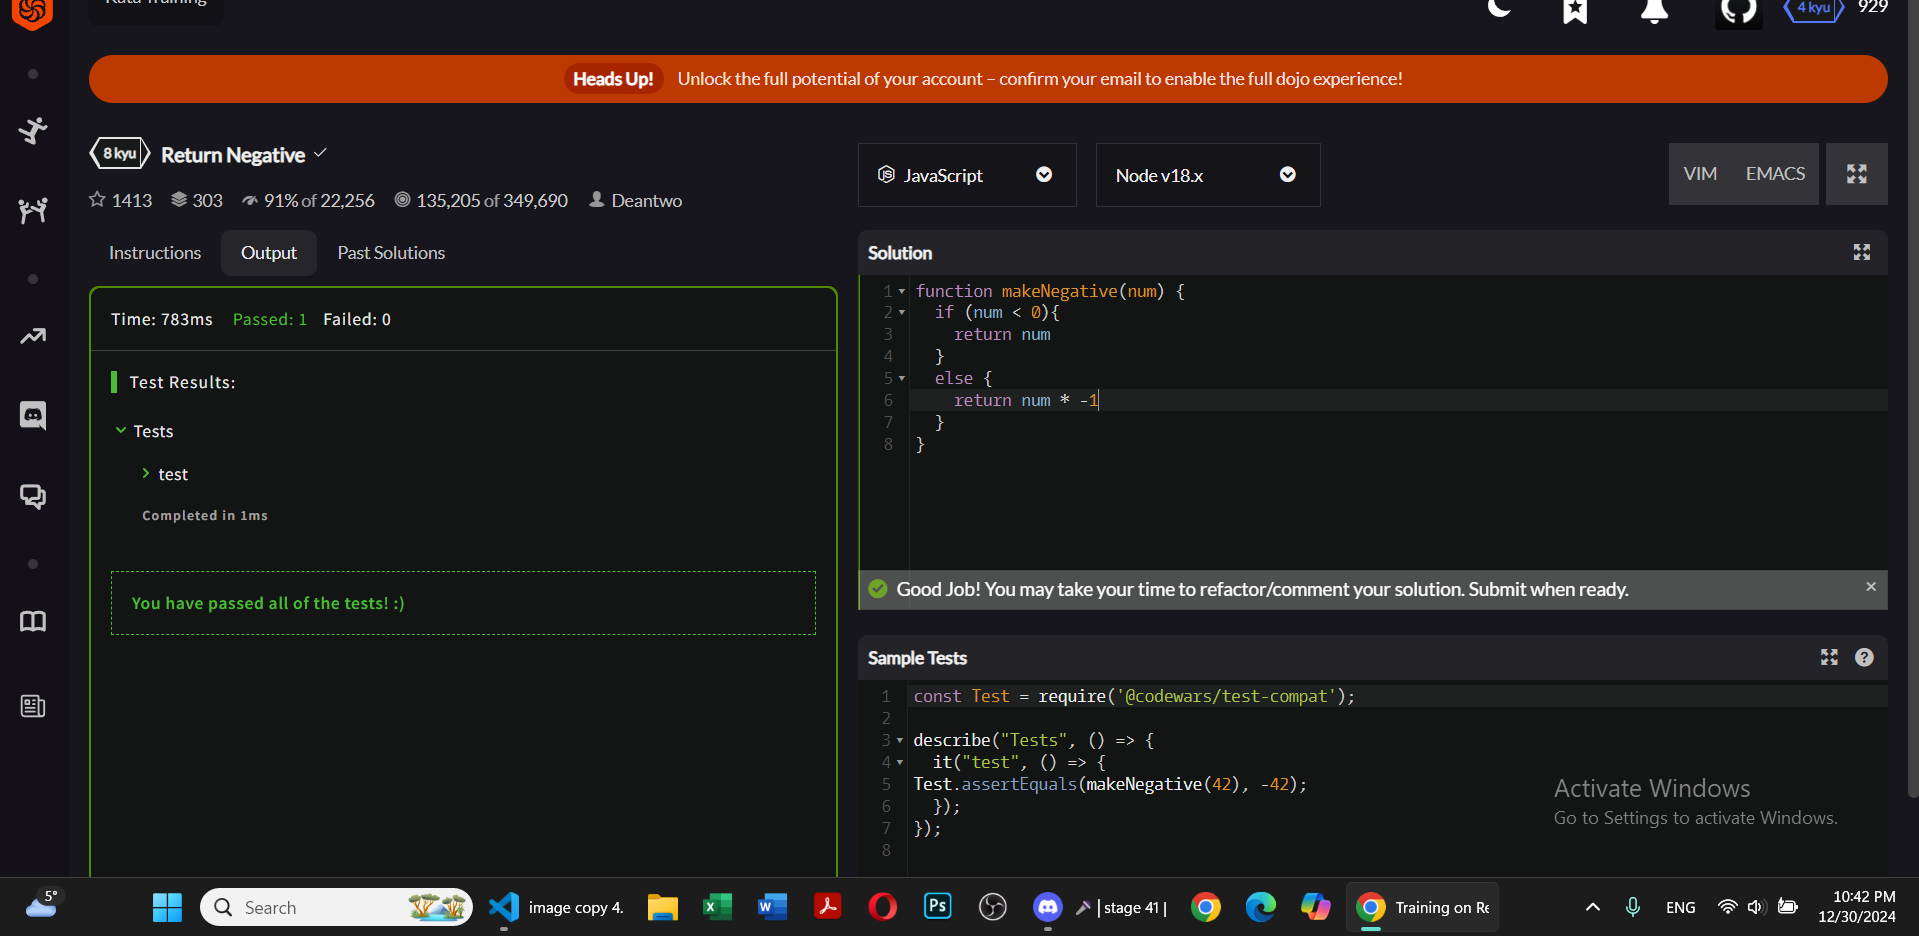 Kata Training
4 kyu 929
Heads Up! Unlock the full potential of your account – confirm your email to enable the full dojo experience!
8 kyu Return Negative
1413 303 91% of 22,256 135,205 of 349,690 Deantwo
JavaScript
Node v18.x
VIM EMACS
Instructions Output Past Solutions
Time: 783ms Passed: 1 Failed: 0
Test Results:
Tests
test
Completed in 1ms
You have passed all of the tests! :)
Solution
1 function makeNegative(num) {
2 if (num < 0){
3 return num
4 }
5 else {
6 return num * -1
7 }
8 }
Good Job! You may take your time to refactor/comment your solution. Submit when ready.
Sample Tests
1 const Test = require('@codewars/test-compat');
2
3 describe("Tests", () => {
4 it("test", () => {
5 Test.assertEquals(makeNegative(42), -42);
6 });
7 });
8
Activate Windows
Go to Settings to activate Windows.
5°
Search
image copy 4.
| stage 41 |
Training on Re
ENG
10:42 PM
12/30/2024